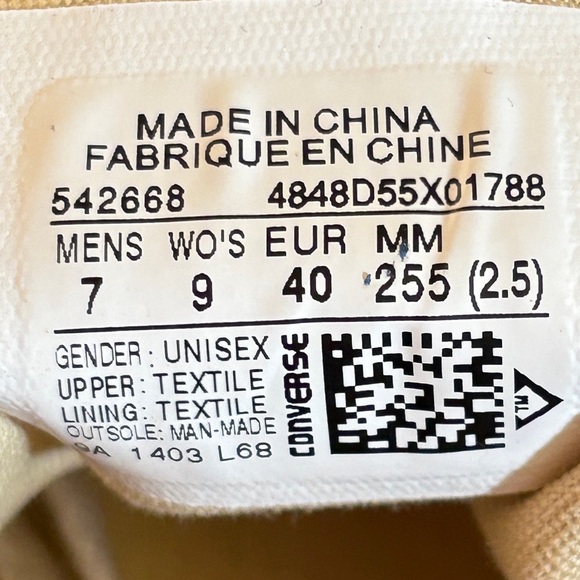 MADE IN CHINA
FABRIQUE EN CHINE
542668 4848D55X01788
MENS WO'S EUR MM
7 9 40 255 (2.5)
GENDER: UNISEX
UPPER: TEXTILE
LINING: TEXTILE
OUTSOLE: MAN-MADE
1403 L68
CONVERSE
TM